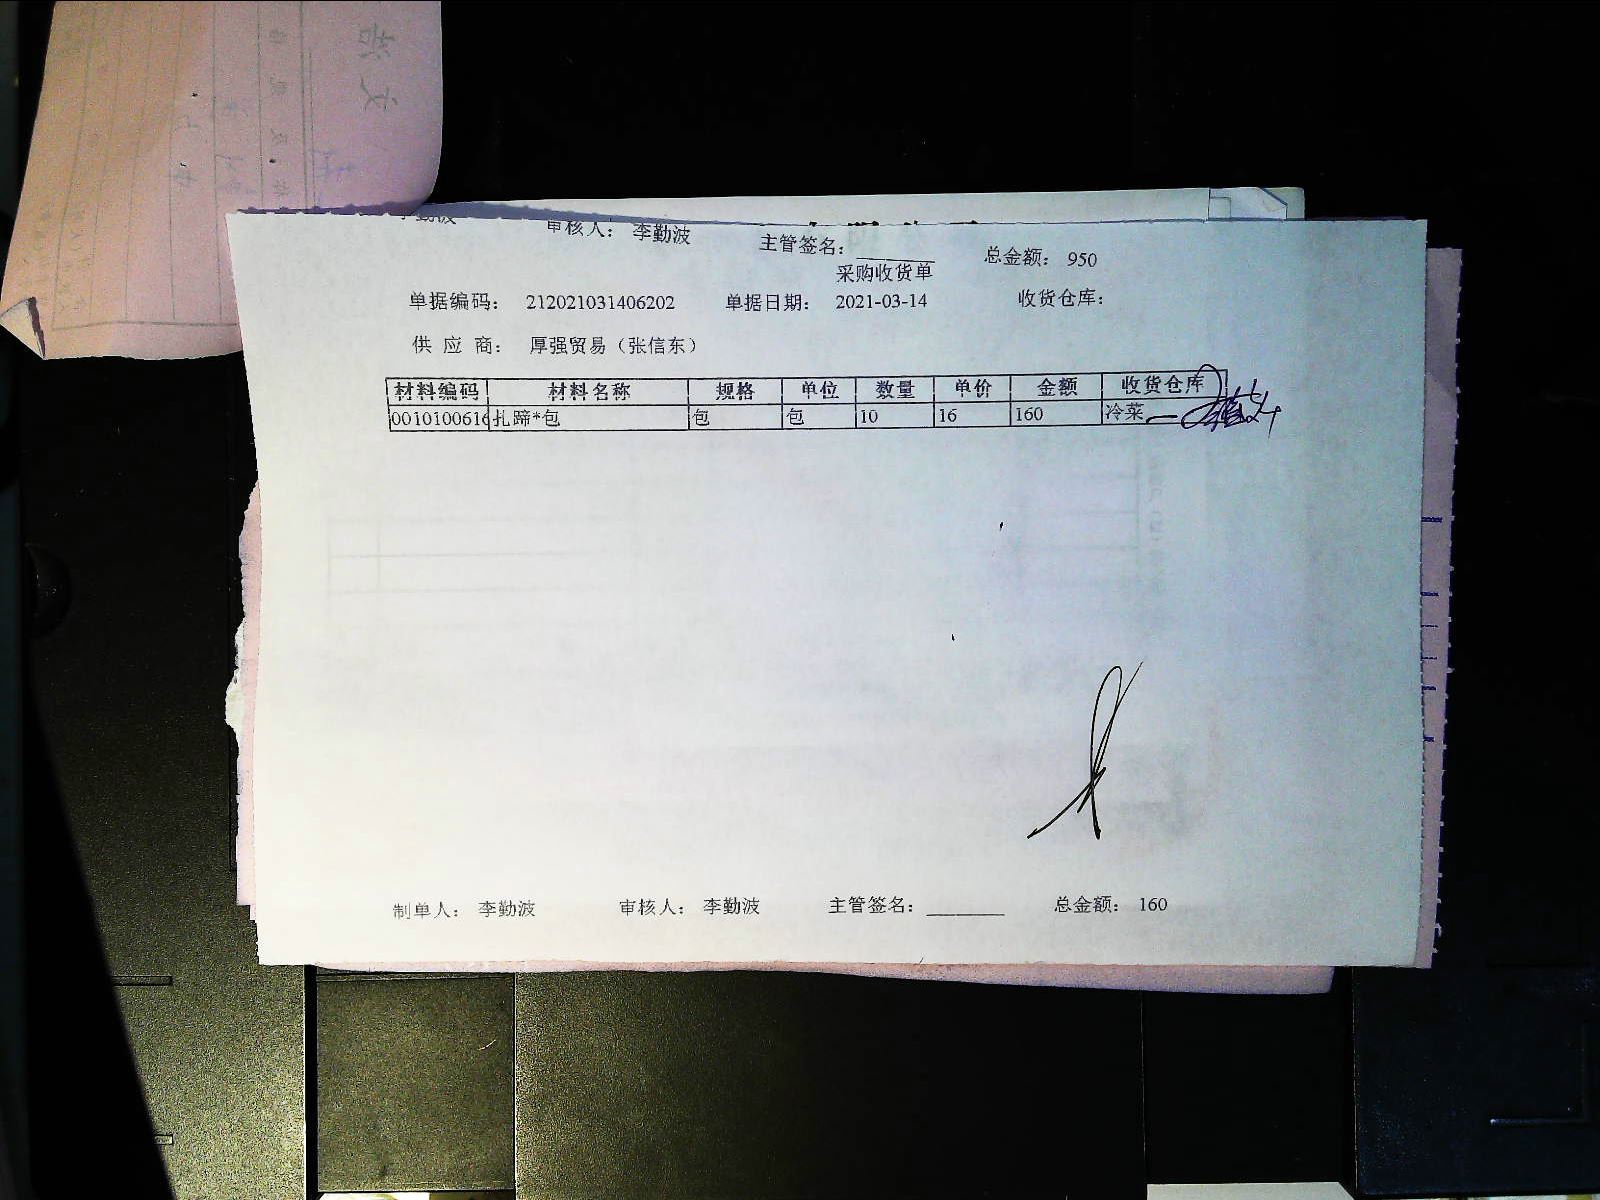 审核人： 李勤波 主管签名：________ 总金额： 950
采购收货单
单据编码： 212021031406202 单据日期： 2021-03-14 收货仓库：
供 应 商： 厚强贸易（张信东）
材料编码 材料名称 规格 单位 数量 单价 金额 收货仓库
0010100616 扎蹄*包 包 包 10 16 160 冷菜
制单人： 李勤波 审核人： 李勤波 主管签名：________ 总金额： 160